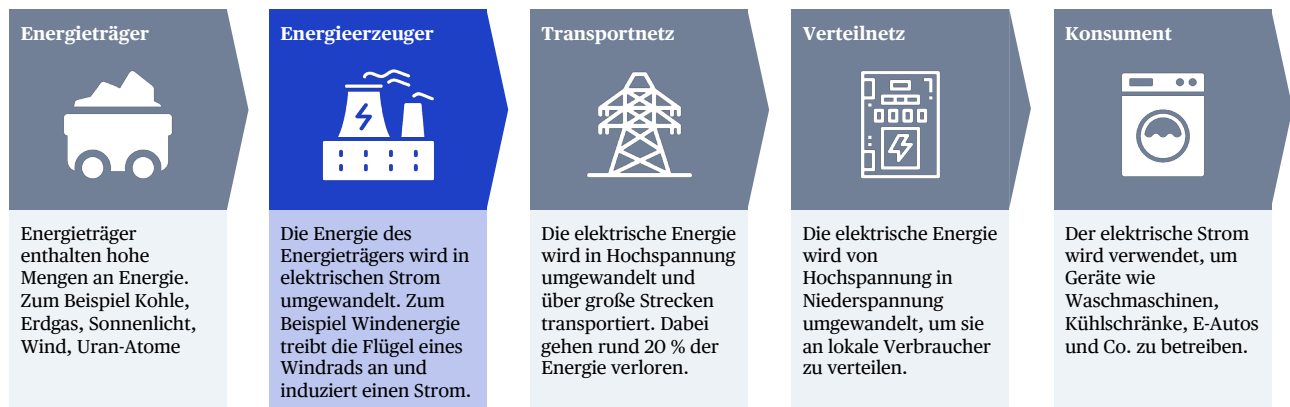 Energieträger
Energieträger
enthalten hohe
Mengen an Energie.
Zum Beispiel Kohle,
Erdgas, Sonnenlicht,
Wind, Uran-Atome
Energieerzeuger
Die Energie des
Energieträgers wird in
elektrischen Strom
umgewandelt. Zum
Beispiel Windenergie
treibt die Flügel eines
Windrads an und
induziert einen Strom.
Transportnetz
Die elektrische Energie
wird in Hochspannung
umgewandelt und
über große Strecken
transportiert. Dabei
gehen rund 20 % der
Energie verloren.
Verteilnetz
Die elektrische Energie
wird von
Hochspannung in
Niederspannung
umgewandelt, um sie
an lokale Verbraucher
zu verteilen.
Konsument
Der elektrische Strom
wird verwendet, um
Geräte wie
Waschmaschinen,
Kühlschränke, E-Autos
und Co. zu betreiben.